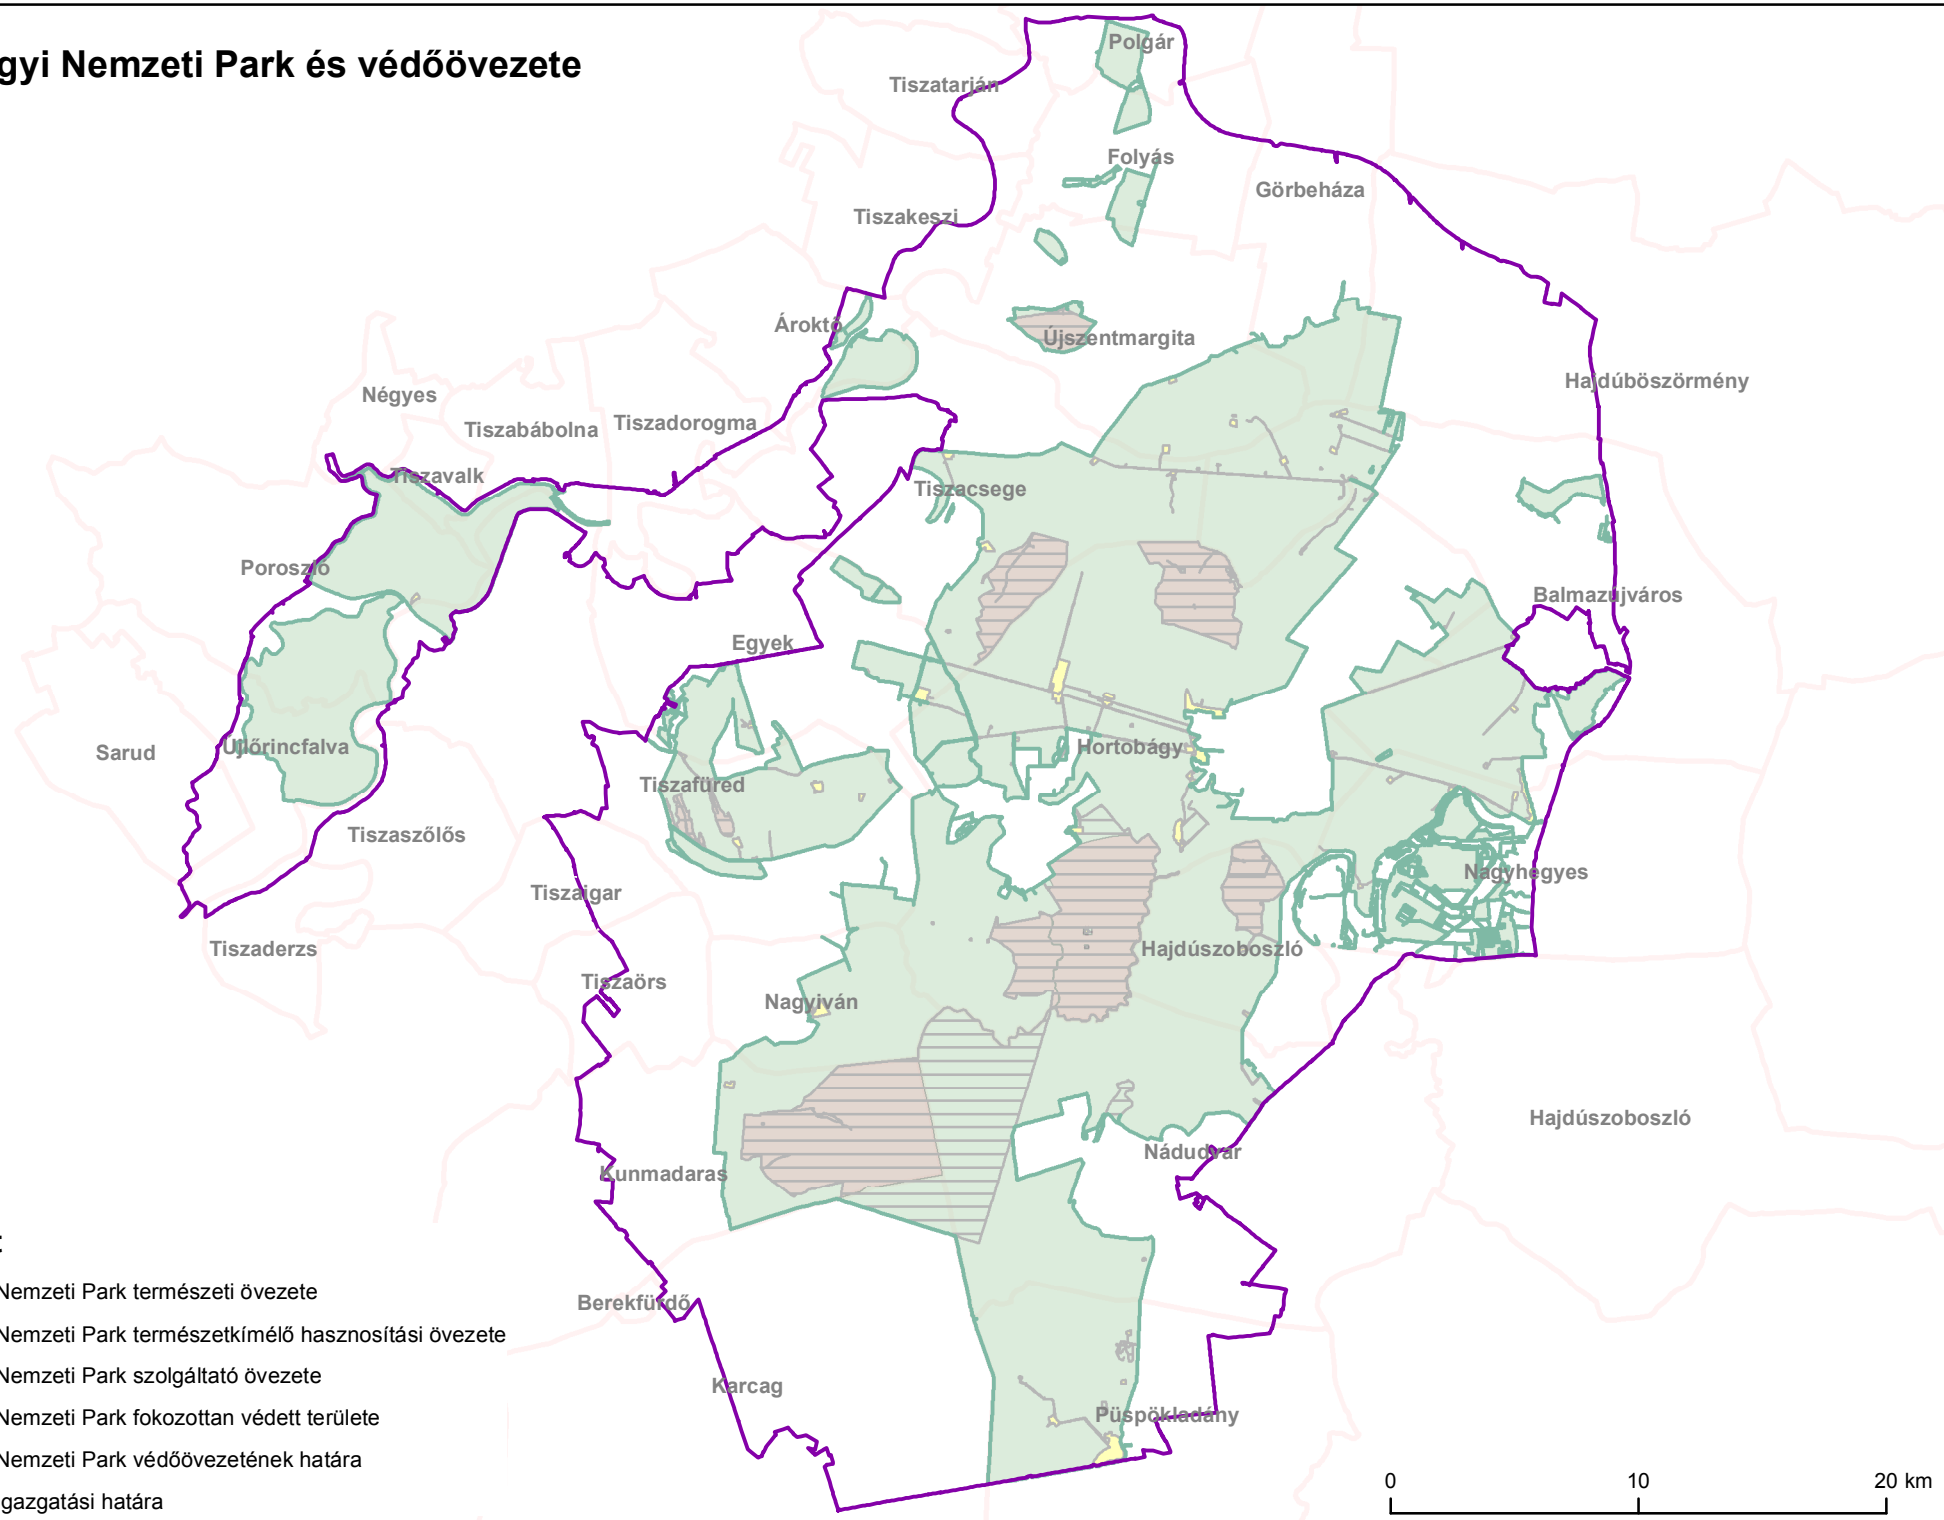 gyi Nemzeti Park és védőövezete
Polgár
Tiszatarján
Folyás
Görbeháza
Tiszakeszi
Ároktő
Újszentmargita
Hajdúböszörmény
Négyes
Tiszabábolna
Tiszadorogma
Tiszavalk
Tiszacsege
Poroszló
Balmazújváros
Egyek
Sarud
Újlőrincfalva
Hortobágy
Tiszafüred
Tiszaszőlős
Nagyhegyes
Tiszaigar
Tiszaderzs
Hajdúszoboszló
Tiszaörs
Nagyiván
Hajdúszoboszló
Nádudvar
Kunmadaras
:
Nemzeti Park természeti övezete
Berekfürdő
Nemzeti Park természetkímélő hasznosítási övezete
Nemzeti Park szolgáltató övezete
Karcag
Nemzeti Park fokozottan védett területe
Püspökladány
Nemzeti Park védőövezetének határa
gazgatási határa
0 10 20 km